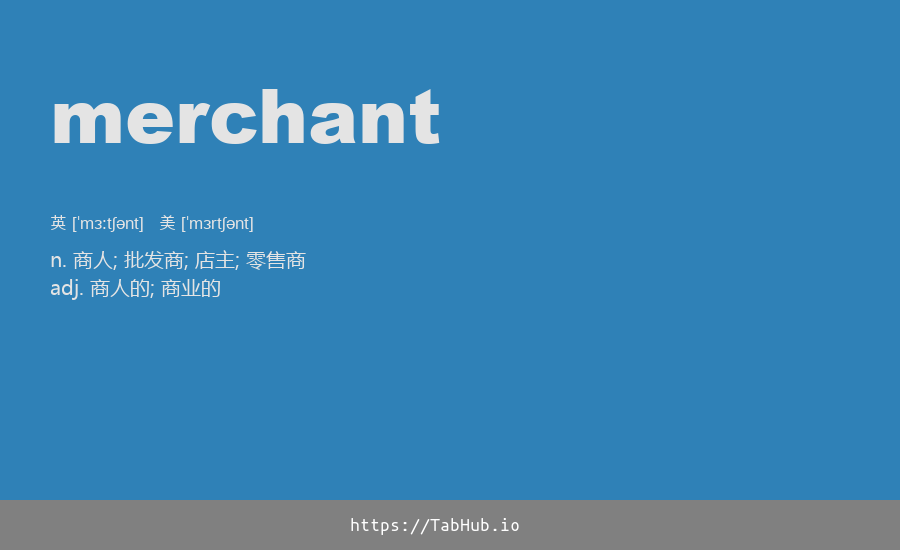 merchant
英 [ˈmɜːtʃənt] 美 [ˈmɜrtʃənt]
n. 商人; 批发商; 店主; 零售商
adj. 商人的; 商业的
https://TabHub.io